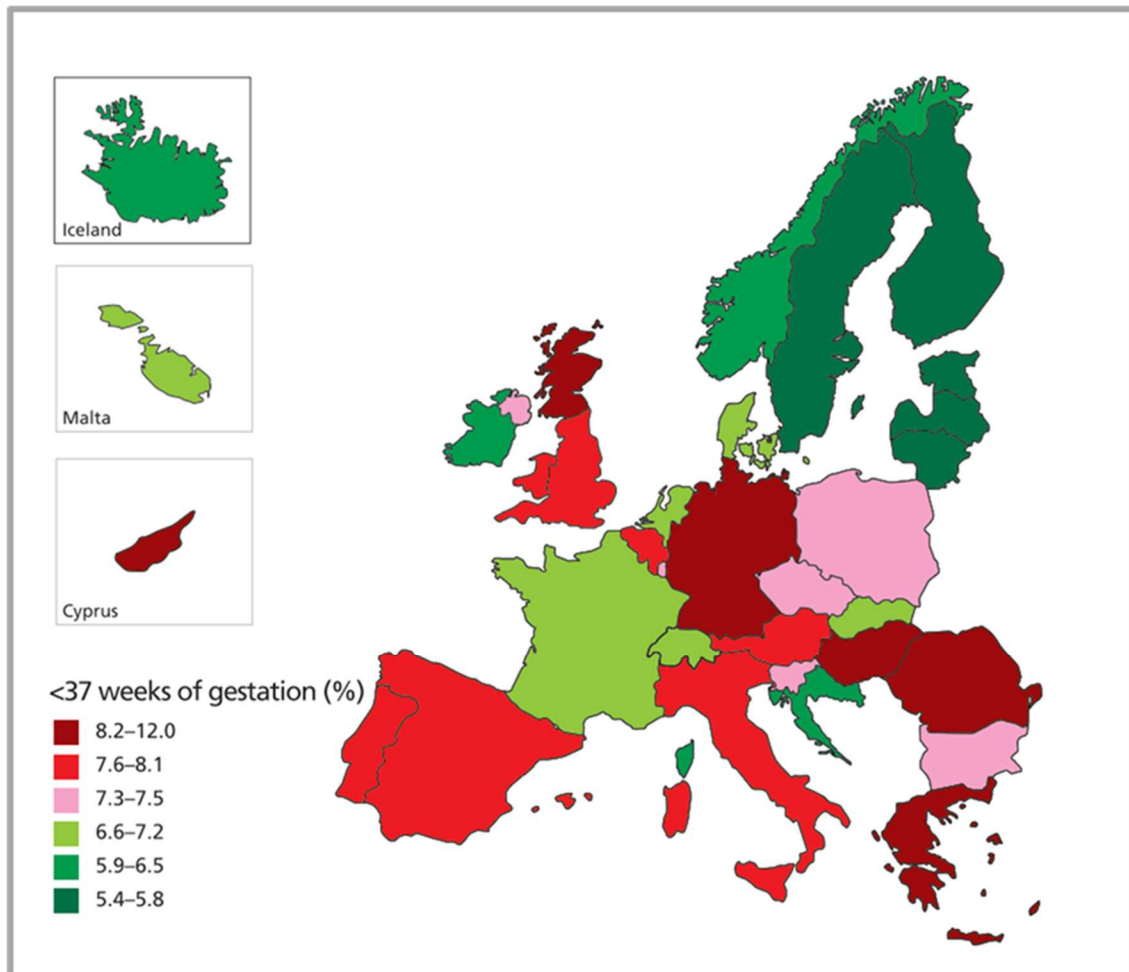 Iceland
Malta
Cyprus
<37 weeks of gestation (%)
8.2–12.0
7.6–8.1
7.3–7.5
6.6–7.2
5.9–6.5
5.4–5.8